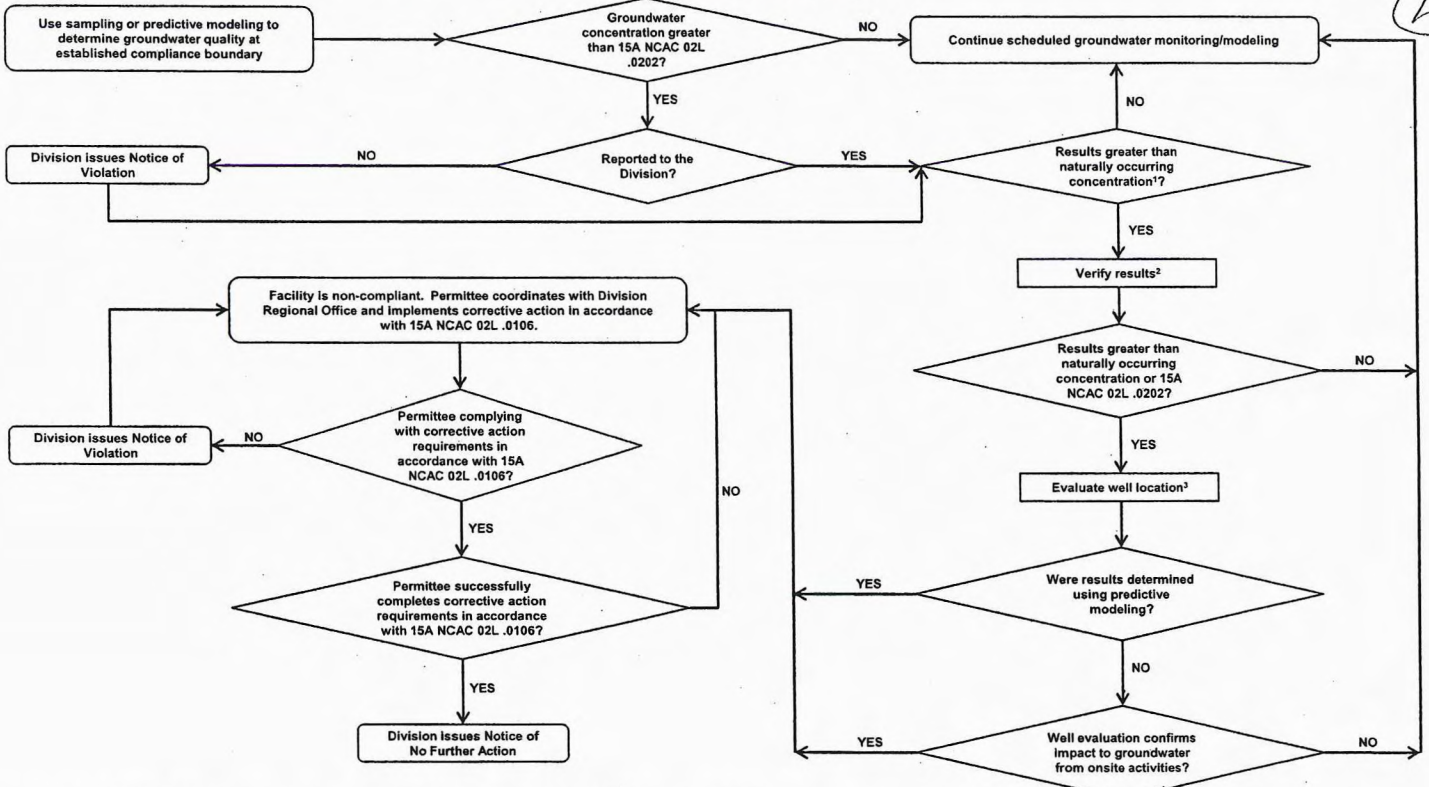 Use sampling or predictive modeling to
determine groundwater quality at
established compliance boundary
Groundwater
concentration greater
than 15A NCAC 02L
.0202?
NO
Continue scheduled groundwater monitoring/modeling
YES
NO
Division issues Notice of
Violation
NO
Reported to the
Division?
YES
Results greater than
naturally occurring
concentration¹?
YES
Verify results²
Facility is non-compliant. Permittee coordinates with Division
Regional Office and implements corrective action in accordance
with 15A NCAC 02L .0106.
Results greater than
naturally occurring
concentration or 15A
NCAC 02L .0202?
NO
YES
Division issues Notice of
Violation
NO
Permittee complying
with corrective action
requirements in
accordance with 15A
NCAC 02L .0106?
YES
Evaluate well location³
NO
Permittee successfully
completes corrective action
requirements in accordance
with 15A NCAC 02L .0106?
YES
Were results determined
using predictive
modeling?
NO
YES
Division issues Notice of
No Further Action
YES
Well evaluation confirms
impact to groundwater
from onsite activities?
NO